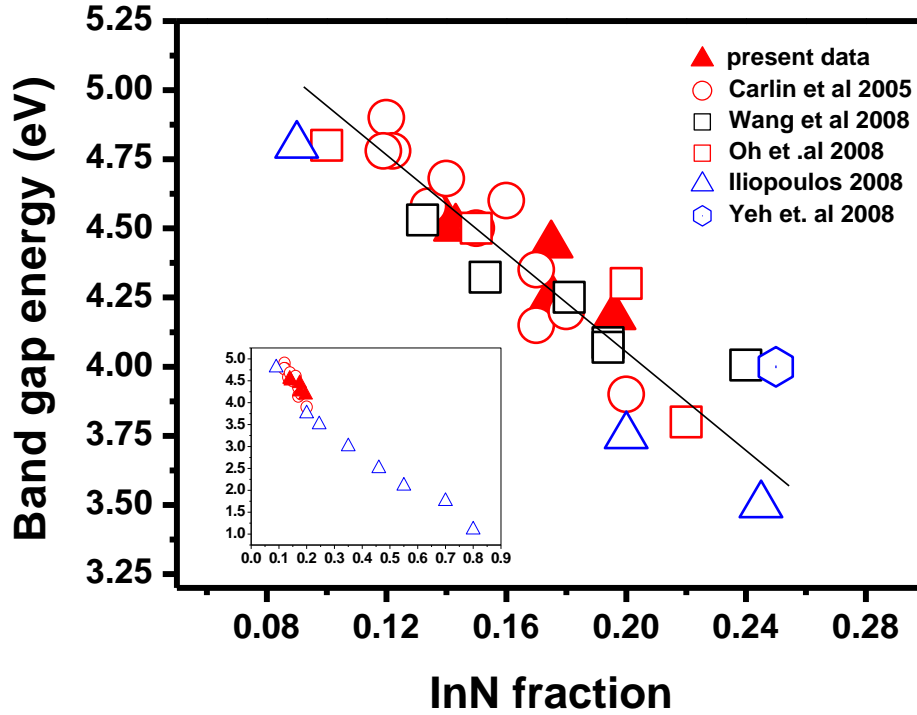 Band gap energy (eV)
5.25
5.00
4.75
4.50
4.25
4.00
3.75
3.50
3.25
present data
Carlin et al 2005
Wang et al 2008
Oh et .al 2008
Iliopoulos 2008
Yeh et. al 2008
5.0
4.5
4.0
3.5
3.0
2.5
2.0
1.5
1.0
0.0 0.1 0.2 0.3 0.4 0.5 0.6 0.7 0.8 0.9
0.08 0.12 0.16 0.20 0.24 0.28
InN fraction